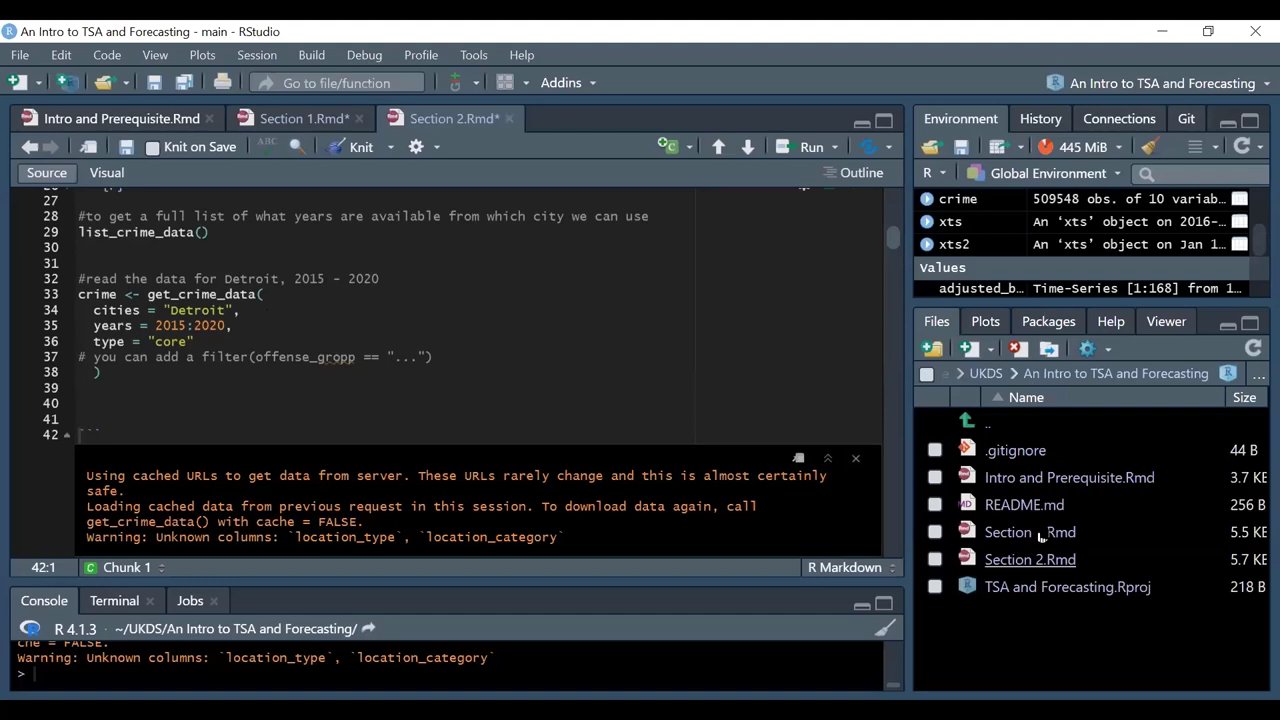 An Intro to TSA and Forecasting - main - RStudio
File Edit Code View Plots Session Build Debug Profile Tools Help
Go to file/function Addins An Intro to TSA and Forecasting
Intro and Prerequisite.Rmd Section 1.Rmd* Section 2.Rmd*
Knit on Save ABC Knit Run
Source Visual Outline
27
28 #to get a full list of what years are available from which city we can use
29 list_crime_data()
30
31
32 #read the data for Detroit, 2015 - 2020
33 crime <- get_crime_data(
34 cities = "Detroit",
35 years = 2015:2020,
36 type = "core"
37 # you can add a filter(offense_gropp == "...")
38 )
39
40
41
42 ```
Using cached URLs to get data from server. These URLs rarely change and this is almost certainly
safe.
Loading cached data from previous request in this session. To download data again, call
get_crime_data() with cache = FALSE.
Warning: Unknown columns: `location_type`, `location_category`
42:1 Chunk 1 R Markdown
Console Terminal Jobs
R 4.1.3 · ~/UKDS/An Intro to TSA and Forecasting/
che = FALSE.
Warning: Unknown columns: `location_type`, `location_category`
>
Environment History Connections Git
445 MiB
R Global Environment
crime 509548 obs. of 10 variab…
xts An ‘xts’ object on 2016-…
xts2 An ‘xts’ object on Jan 1…
Values
adjusted_b… Time-Series [1:168] from 1…
Files Plots Packages Help Viewer
UKDS An Intro to TSA and Forecasting ...
Name Size
..
.gitignore 44 B
Intro and Prerequisite.Rmd 3.7 KE
README.md 256 B
Section .Rmd 5.5 KE
Section 2.Rmd 5.7 KE
TSA and Forecasting.Rproj 218 B